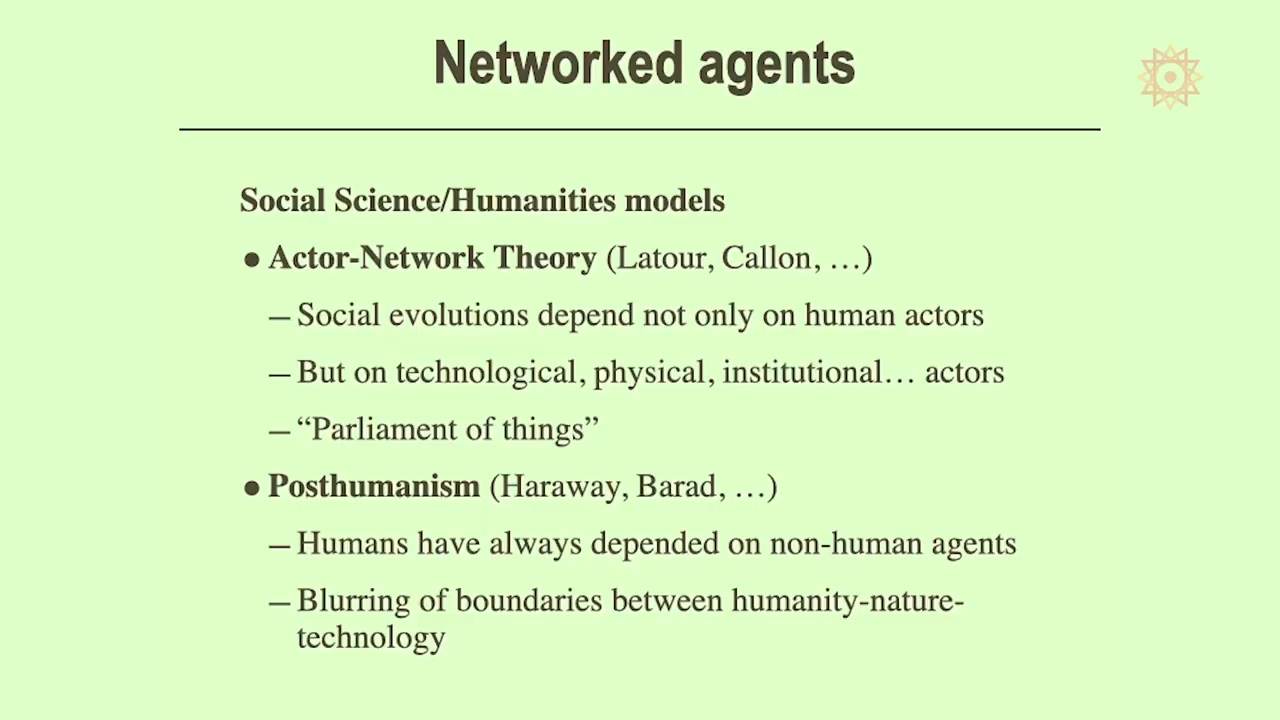 Networked agents
Social Science/Humanities models
● Actor-Network Theory (Latour, Callon, …)
– Social evolutions depend not only on human actors
– But on technological, physical, institutional… actors
– “Parliament of things”
● Posthumanism (Haraway, Barad, …)
– Humans have always depended on non-human agents
– Blurring of boundaries between humanity-nature-
technology